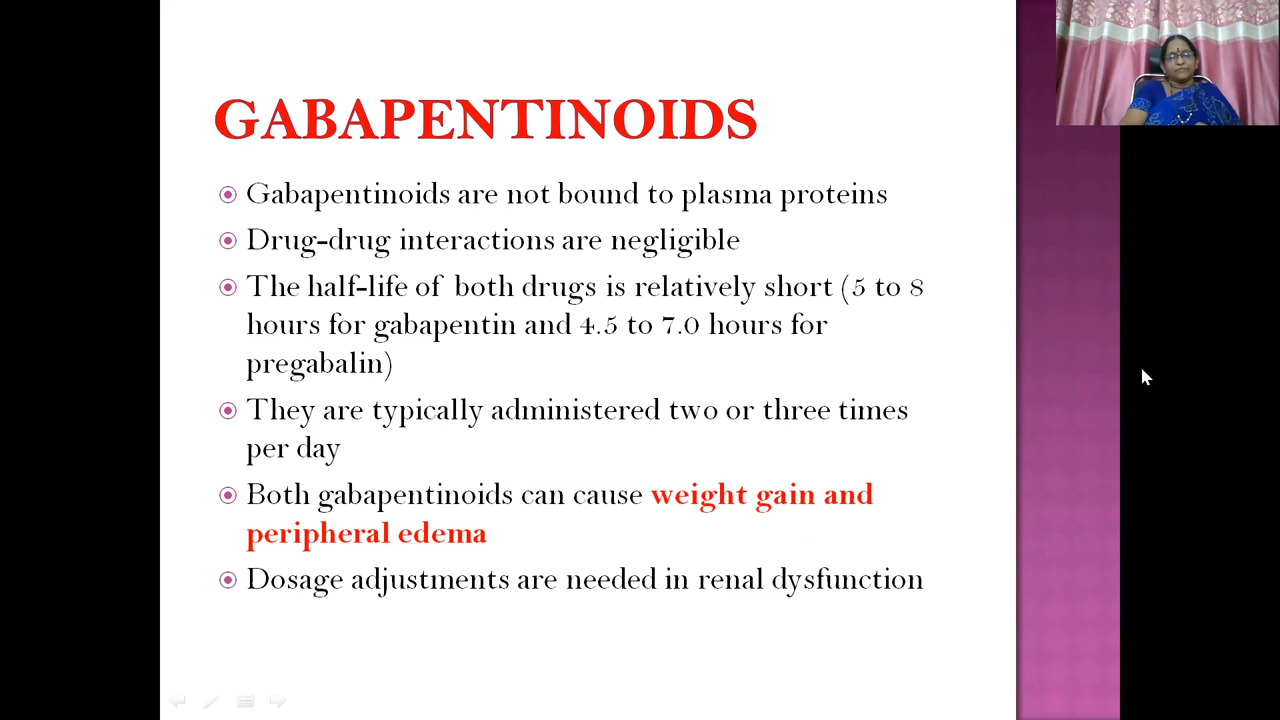 GABAPENTINOIDS
Gabapentinoids are not bound to plasma proteins
Drug-drug interactions are negligible
The half-life of both drugs is relatively short (5 to 8
hours for gabapentin and 4.5 to 7.0 hours for
pregabalin)
They are typically administered two or three times
per day
Both gabapentinoids can cause weight gain and
peripheral edema
Dosage adjustments are needed in renal dysfunction